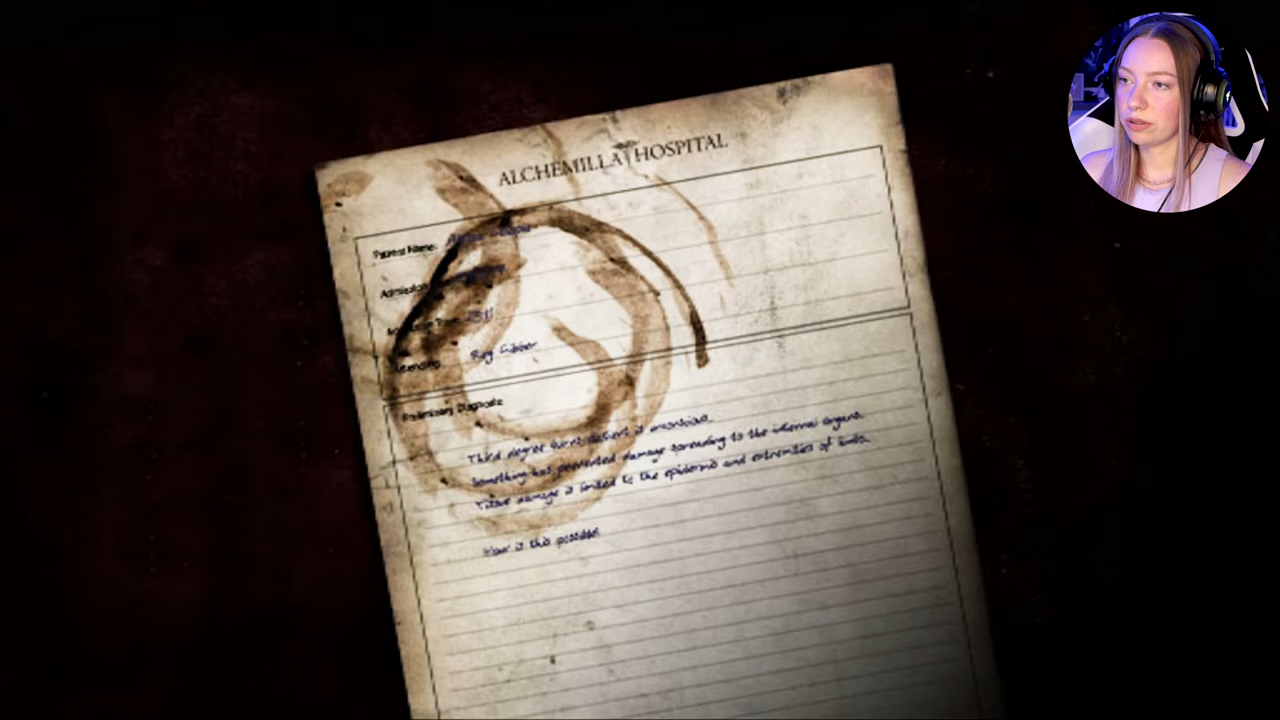 ALCHEMILLA HOSPITAL
Patient Name:
Admission
Attending
Preliminary Diagnosis
Third degree burns. Patient is
Something has prevented damage spreading to the internal organs.
Tissue damage is limited to the epidermis and extremities of limbs.
How is this possible?